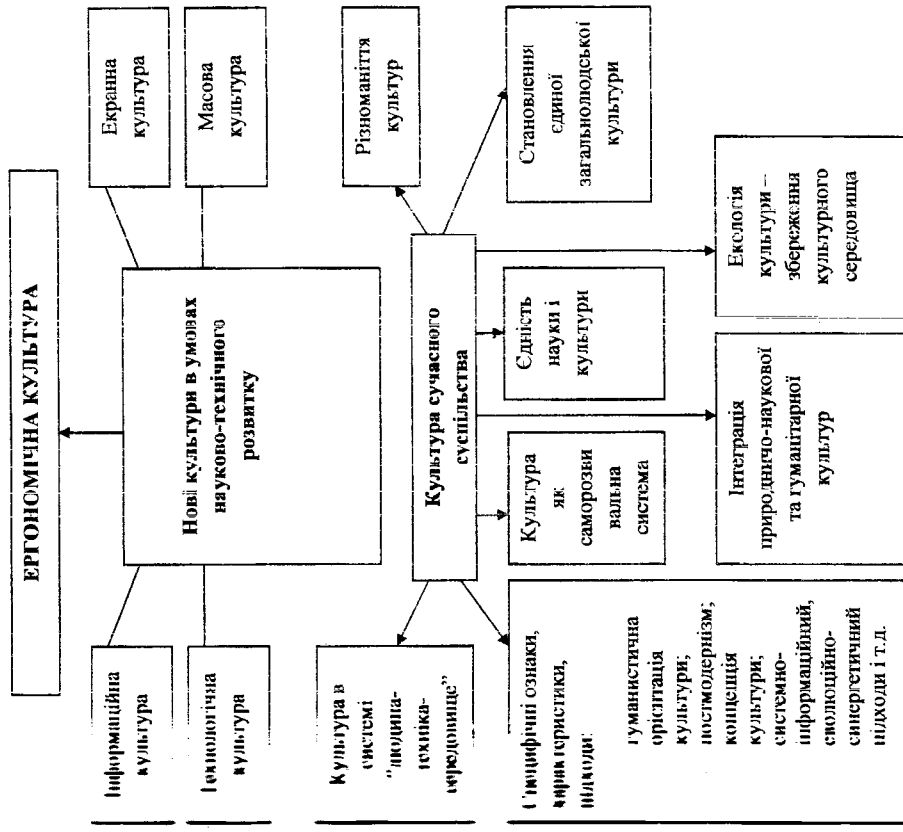 ЕРГОНОМІЧНА КУЛЬТУРА
Інформаційна
культура
Технологічна
культура
Нові культури в умовах
науково-технічного
розвитку
Екранна
культура
Масова
культура
Культура в
системі
"людина-
техніка-
середовище"
Культура сучасного
суспільства
Різноманіття
культур
Специфічні ознаки,
характеристики,
підходи:
гуманистична
орієнтація
культури;
постмодернізм;
концепція
культури;
системно-
інформаційний,
еволюційно-
синергетичний
підходи і т.д.
Культура
як
саморозви
вальна
система
Єдність
науки і
культури
Становлення
єдиної
загальнолюдської
культури
Інтеграція
природничо-наукової
та гуманітарної
культур
Екологія
культури –
збереження
культурного
середовища